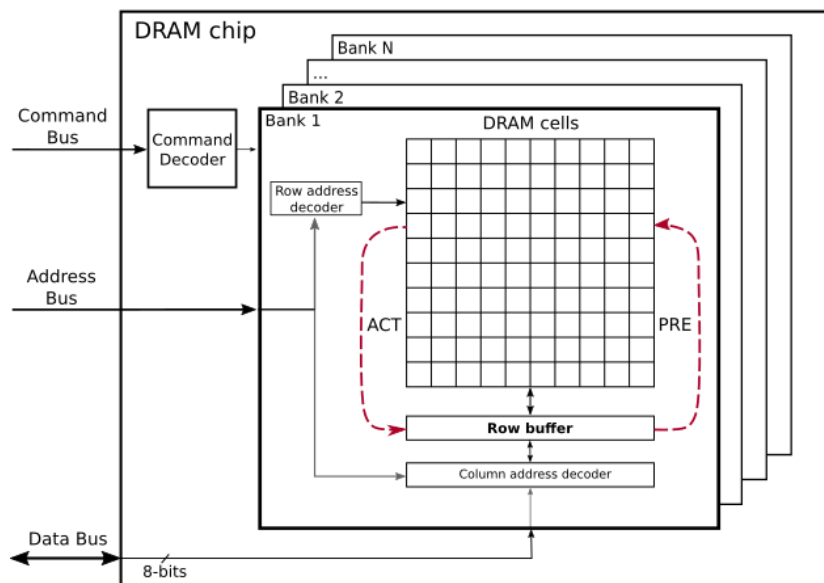 DRAM chip
Bank N
...
Bank 2
Bank 1
DRAM cells
Command
Bus
Command
Decoder
Row address
decoder
Address
Bus
ACT
PRE
Row buffer
Column address decoder
Data Bus
8-bits